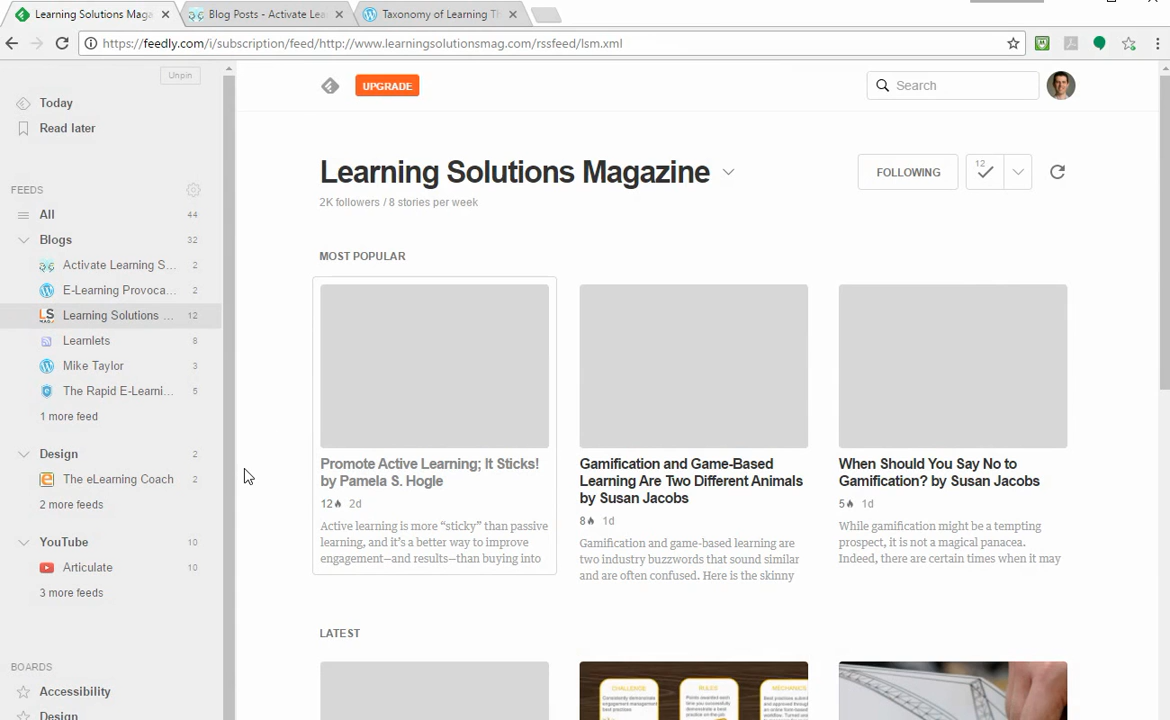 Learning Solutions Maga
Blog Posts - Activate Lea
Taxonomy of Learning Th
https://feedly.com/i/subscription/feed/http://www.learningsolutionsmag.com/rssfeed/lsm.xml
Unpin
Today
Read later
FEEDS
All 44
Blogs 32
Activate Learning S... 2
E-Learning Provoca... 2
Learning Solutions ... 12
Learnlets 8
Mike Taylor 3
The Rapid E-Learni... 5
1 more feed
Design 2
The eLearning Coach 2
2 more feeds
YouTube 10
Articulate 10
3 more feeds
BOARDS
Accessibility
Design
UPGRADE
Search
Learning Solutions Magazine
FOLLOWING
12
2K followers / 8 stories per week
MOST POPULAR
Promote Active Learning; It Sticks!
by Pamela S. Hogle
12 2d
Active learning is more “sticky” than passive
learning, and it’s a better way to improve
engagement—and results—than buying into
Gamification and Game-Based
Learning Are Two Different Animals
by Susan Jacobs
8 1d
Gamification and game-based learning are
two industry buzzwords that sound similar
and are often confused. Here is the skinny
When Should You Say No to
Gamification? by Susan Jacobs
5 1d
While gamification might be a tempting
prospect, it is not a magical panacea.
Indeed, there are certain times when it may
LATEST
CHALLENGE
RULES
MECHANICS